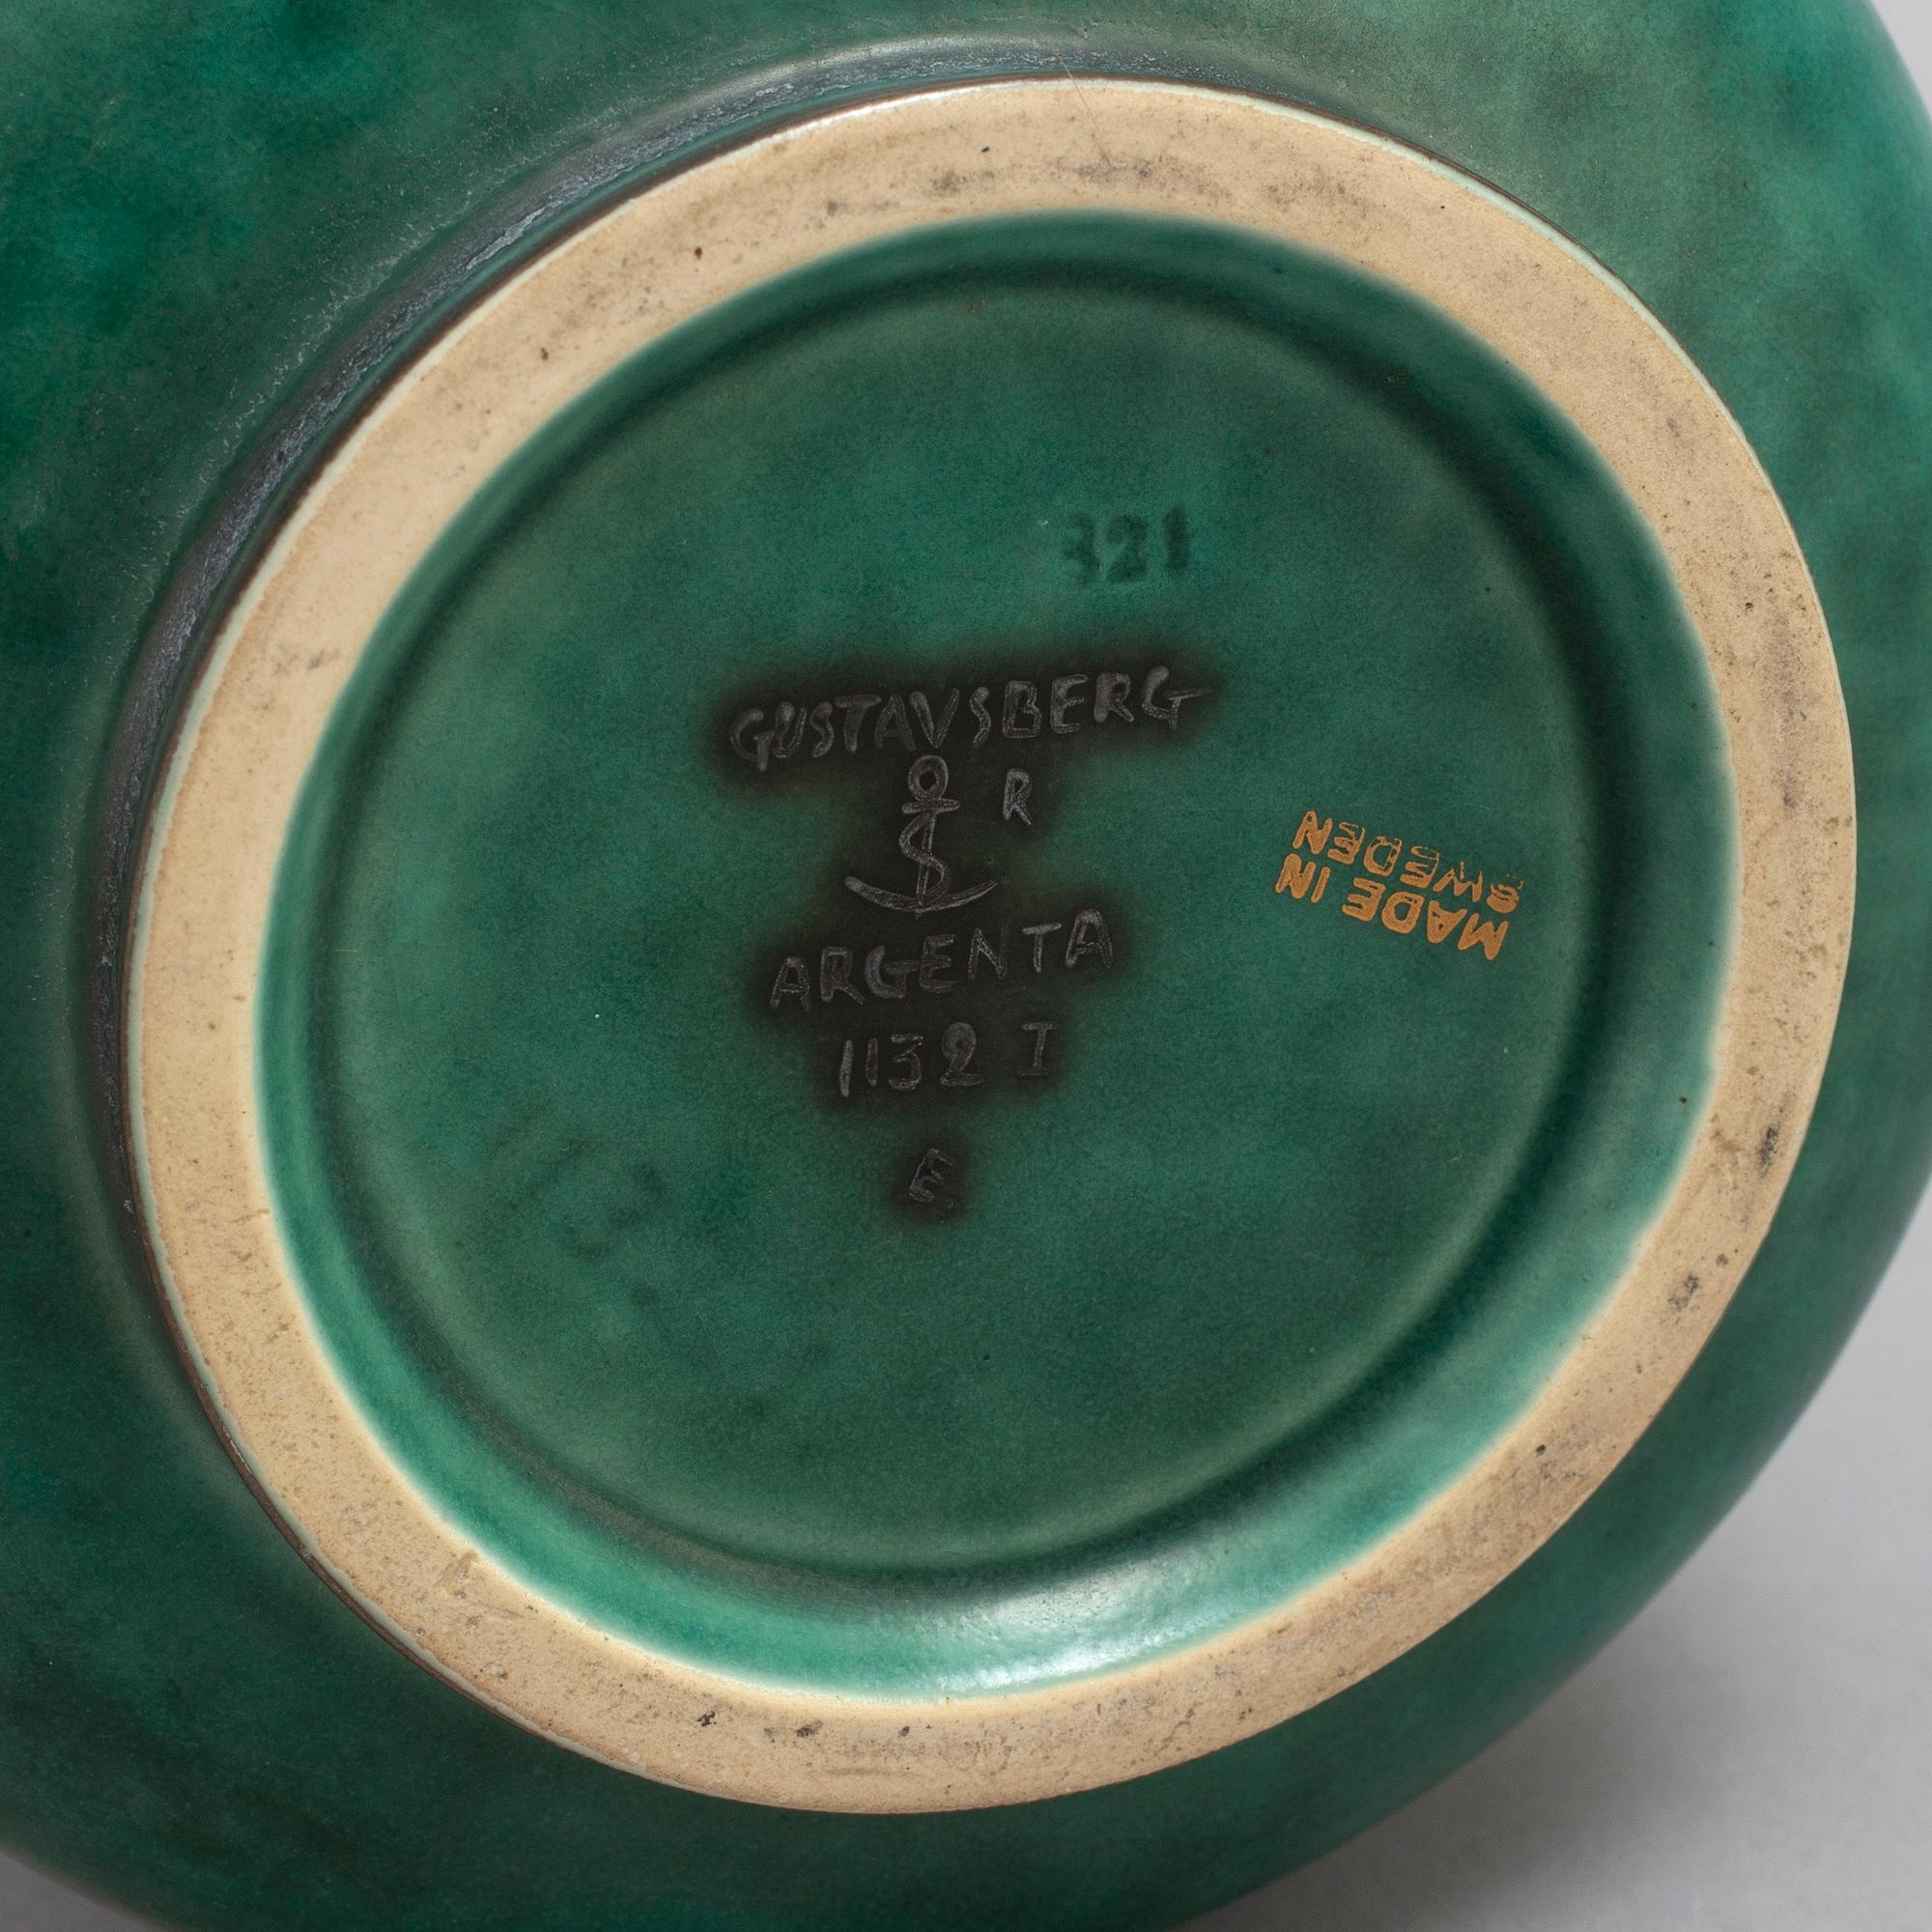 321
GUSTAVSBERG
R
ARGENTA
1132 I
E.
MADE IN
SWEDEN